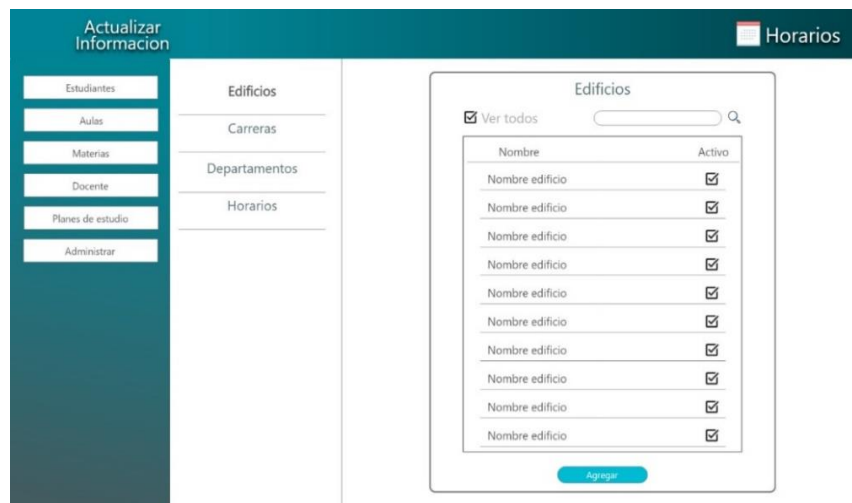 Actualizar
Informacion
Horarios
Estudiantes
Aulas
Materias
Docente
Planes de estudio
Administrar
Edificios
Carreras
Departamentos
Horarios
Edificios
Ver todos
Nombre Activo
Nombre edificio
Nombre edificio
Nombre edificio
Nombre edificio
Nombre edificio
Nombre edificio
Nombre edificio
Nombre edificio
Nombre edificio
Nombre edificio
Agregar